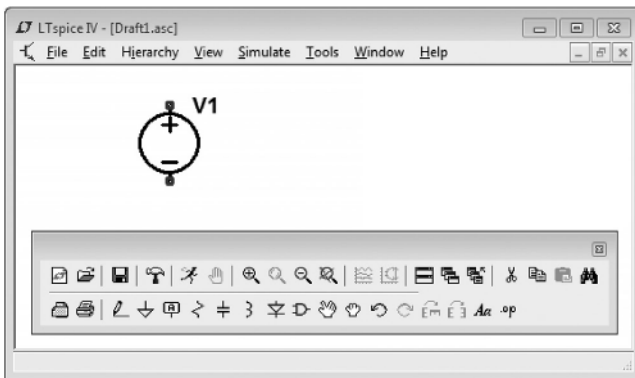 LTspice IV - [Draft1.asc]
File Edit Hierarchy View Simulate Tools Window Help
V1
Aa .op